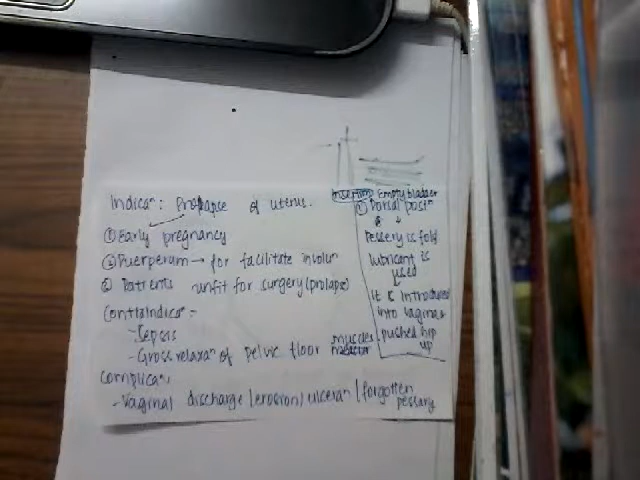 Indicaⁿ: Prolapse of uterus.
① Early pregnancy
② Puerperum → for facilitate involuⁿ
③ Patients unfit for surgery (prolapse)
Contraindicaⁿ -
- Sepsis
- Gross relaxaⁿ of pelvic floor muscles
Complicaⁿ:
- Vaginal discharge / erosion / ulceraⁿ / forgotten
pessary
Insertion Empty bladder
① Dorsal posiⁿ
↓
Pessery is fold
lubricant is
used
It is introduced
into vagina
pushed up